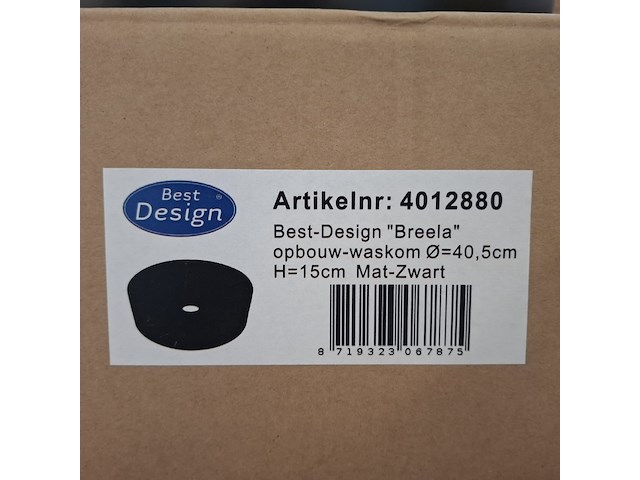 Best
Design
®
Artikelnr: 4012880
Best-Design "Breela"
opbouw-waskom Ø=40,5cm
H=15cm Mat-Zwart
8 719323 067875